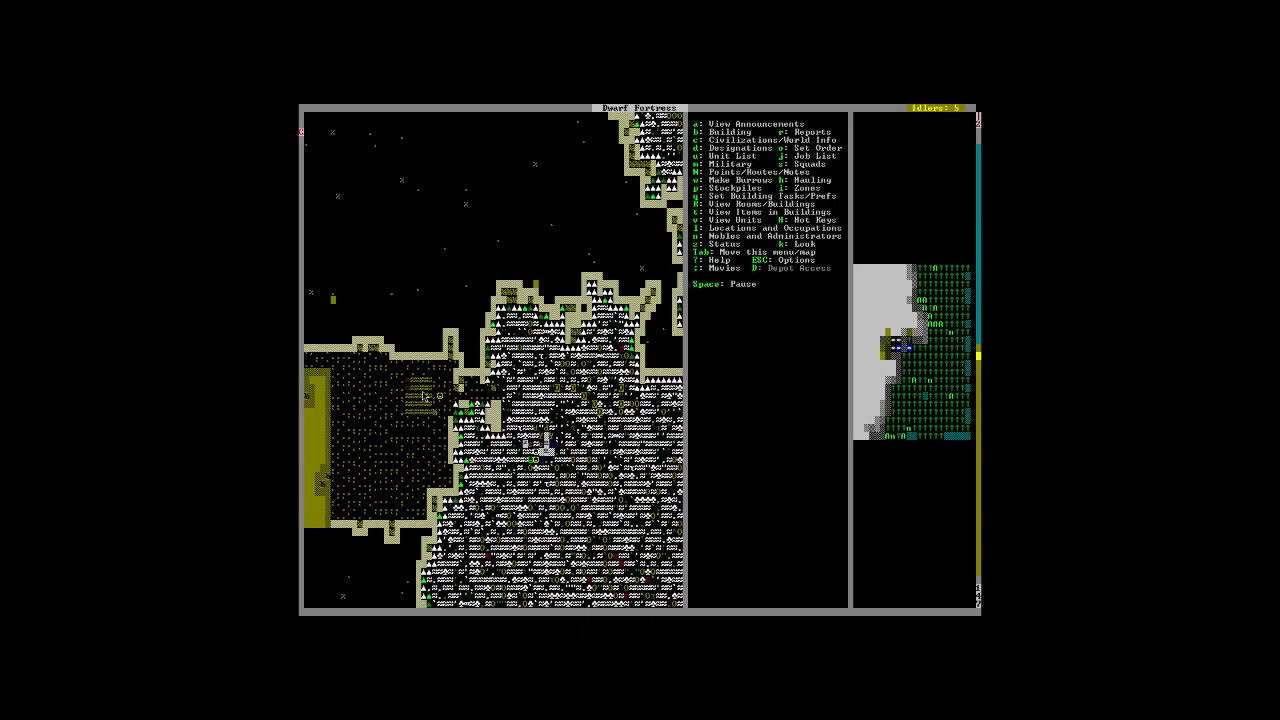 Dwarf Fortress
Idlers: 5
a: View Announcements
b: Building r: Reports
c: Civilizations/World Info
d: Designations o: Set Order
u: Unit List j: Job List
m: Military s: Squads
N: Points/Routes/Notes
w: Make Burrows h: Hauling
p: Stockpiles i: Zones
q: Set Building Tasks/Prefs
R: View Rooms/Buildings
t: View Items in Buildings
v: View Units H: Hot Keys
l: Locations and Occupations
n: Nobles and Administrators
z: Status k: Look
Tab: Move this menu/map
?: Help ESC: Options
;: Movies D: Depot Access
Space: Pause